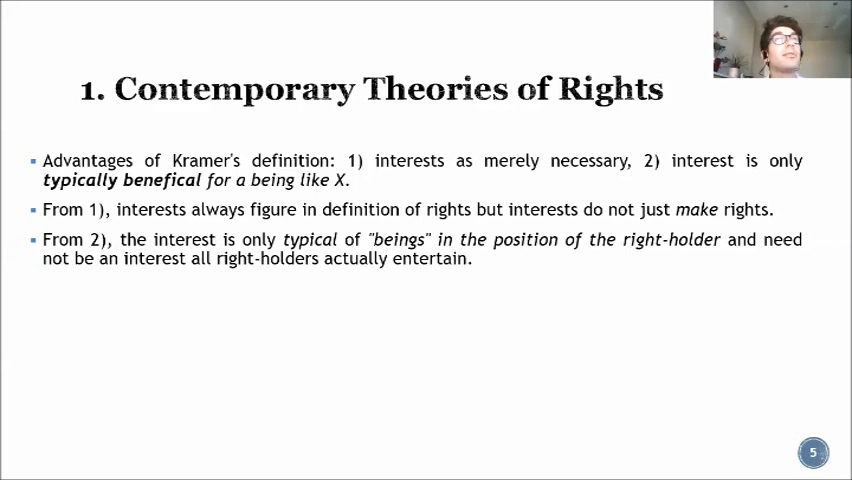 1. Contemporary Theories of Rights
▪ Advantages of Kramer's definition: 1) interests as merely necessary, 2) interest is only
typically benefical for a being like X.
▪ From 1), interests always figure in definition of rights but interests do not just make rights.
▪ From 2), the interest is only typical of "beings" in the position of the right-holder and need
not be an interest all right-holders actually entertain.
5